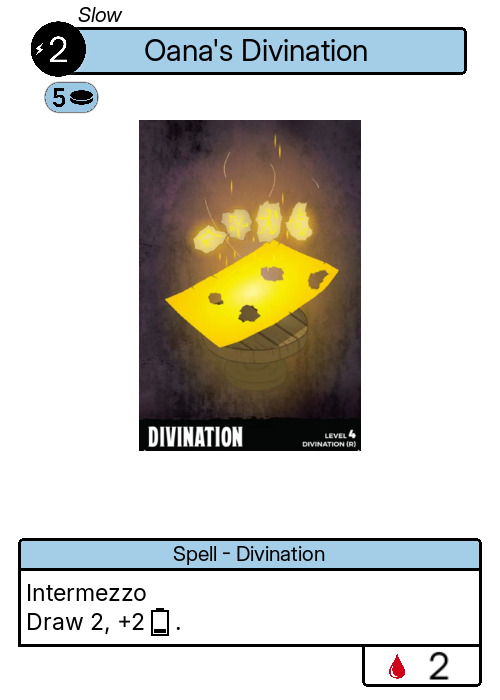 Slow
2 Oana's Divination
5
DIVINATION
LEVEL 4
DIVINATION (R)
Spell - Divination
Intermezzo
Draw 2, +2 .
2